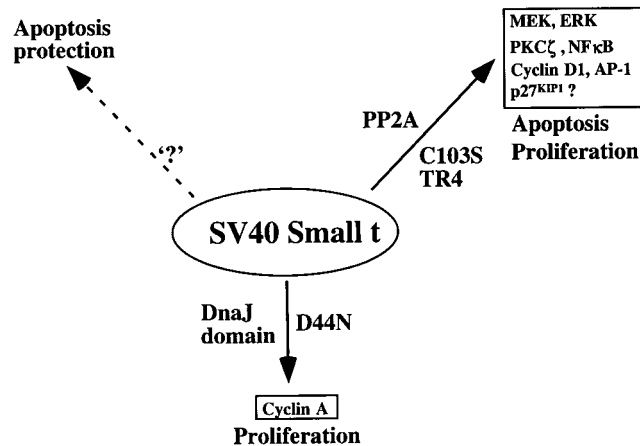 Apoptosis
protection
'?'
MEK, ERK
PKCζ , NFκB
Cyclin D1, AP-1
p27KIP1 ?
Apoptosis
Proliferation
PP2A
C103S
TR4
SV40 Small t
DnaJ
domain
D44N
Cyclin A
Proliferation